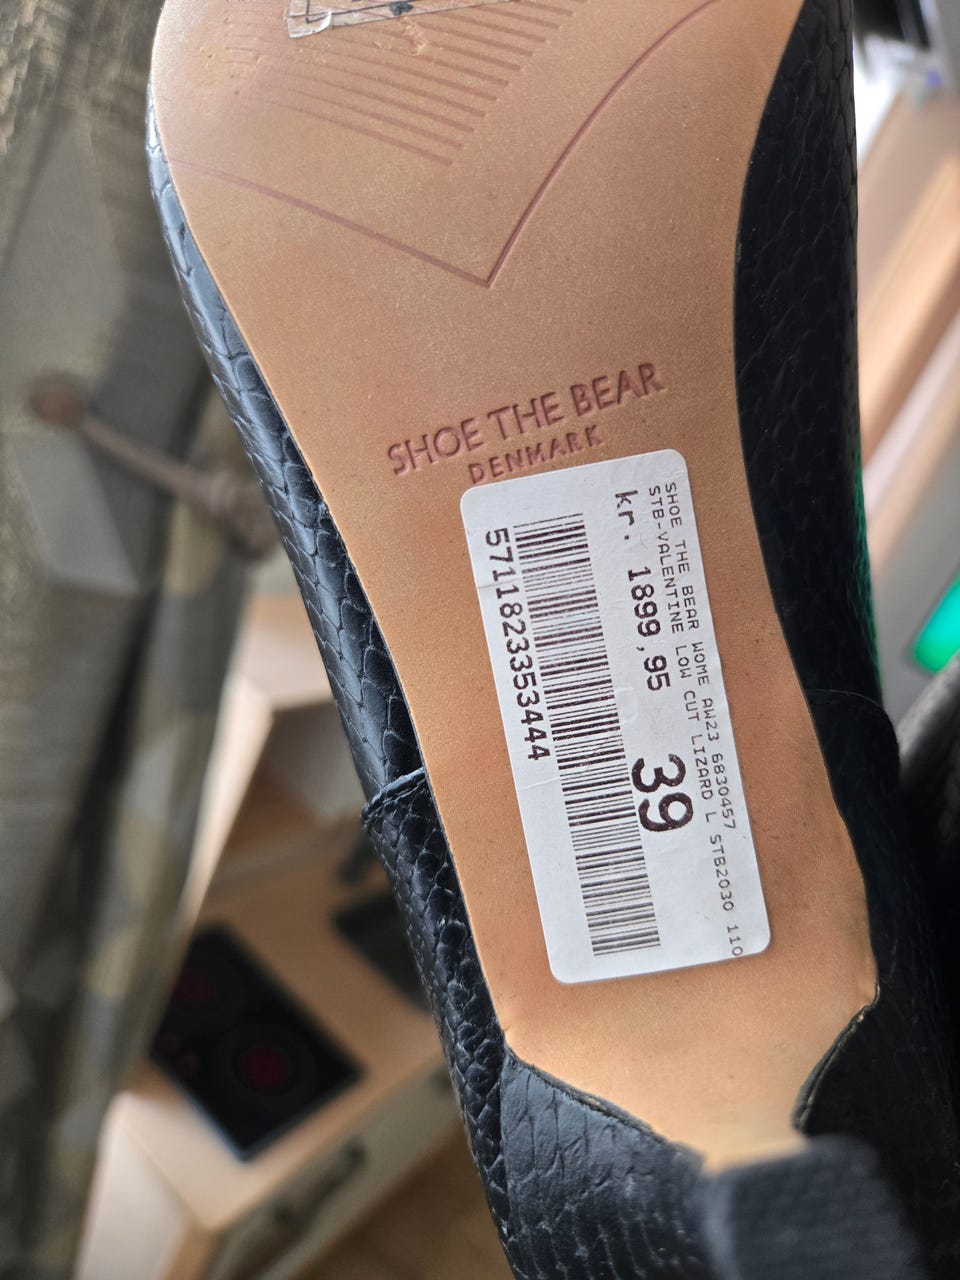 SHOE THE BEAR
DENMARK
SHOE THE BEAR WOME AW23 6830457
STB-VALENTINE LOW CUT LIZARD L STB2030 110
kr. 1899,95
39
5711823353444